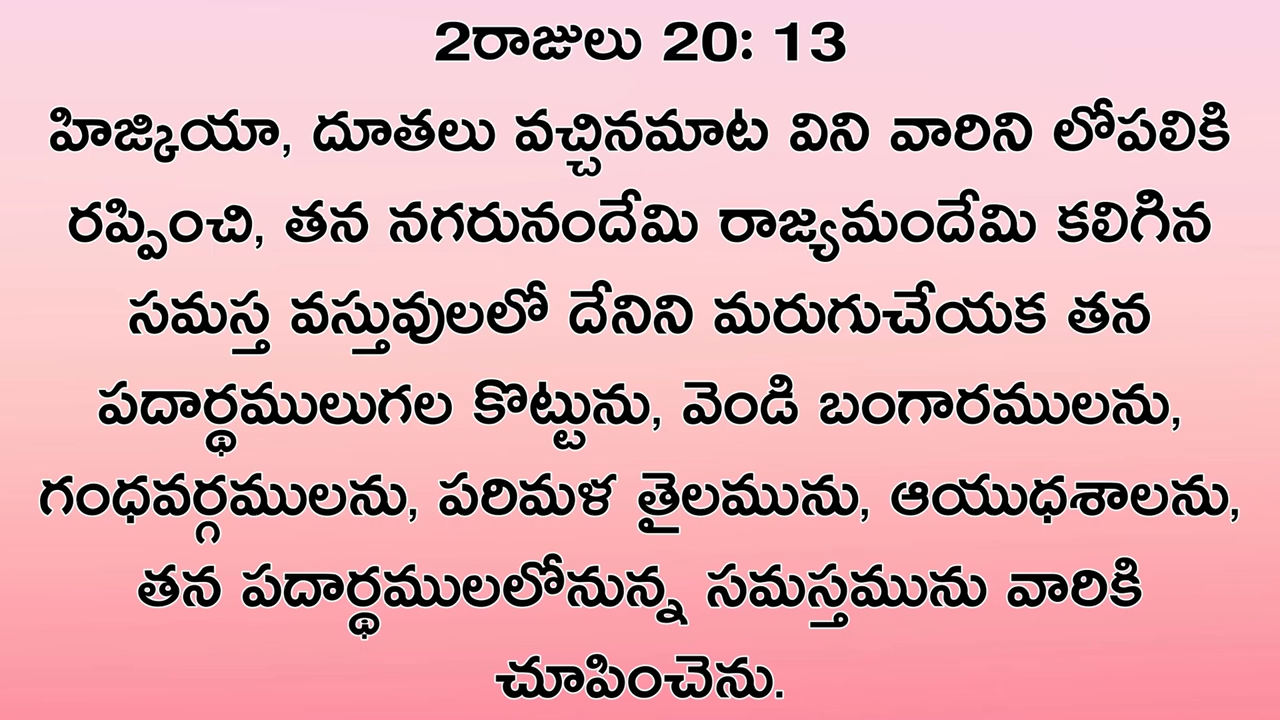 2రాజులు 20: 13
హిజ్కియా, దూతలు వచ్చినమాట విని వారిని లోపలికి
రప్పించి, తన నగరునందేమి రాజ్యమందేమి కలిగిన
సమస్త వస్తువులలో దేనిని మరుగుచేయక తన
పదార్థములుగల కొట్టును, వెండి బంగారములను,
గంధవర్గములను, పరిమళ తైలమును, ఆయుధశాలను,
తన పదార్థములలోనున్న సమస్తమును వారికి
చూపించెను.